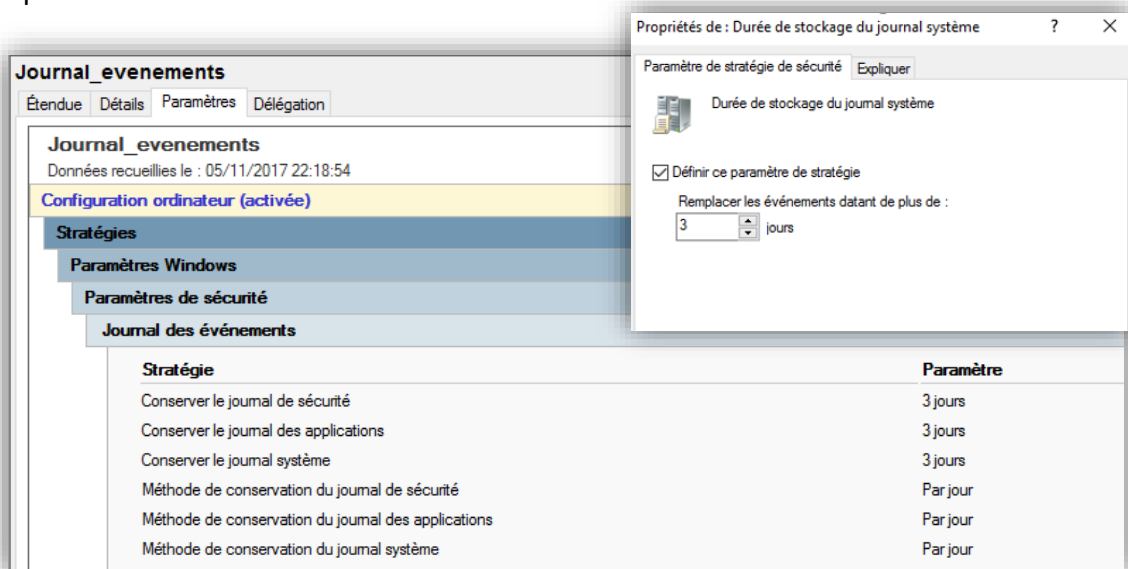 Journal_evenements
Étendue Détails Paramètres Délégation
Journal_evenements
Données recueillies le : 05/11/2017 22:18:54
Configuration ordinateur (activée)
Stratégies
Paramètres Windows
Paramètres de sécurité
Journal des événements
Stratégie Paramètre
Conserver le journal de sécurité 3 jours
Conserver le journal des applications 3 jours
Conserver le journal système 3 jours
Méthode de conservation du journal de sécurité Par jour
Méthode de conservation du journal des applications Par jour
Méthode de conservation du journal système Par jour
Propriétés de : Durée de stockage du journal système ?
Paramètre de stratégie de sécurité Expliquer
Durée de stockage du journal système
Définir ce paramètre de stratégie
Remplacer les événements datant de plus de :
3 jours